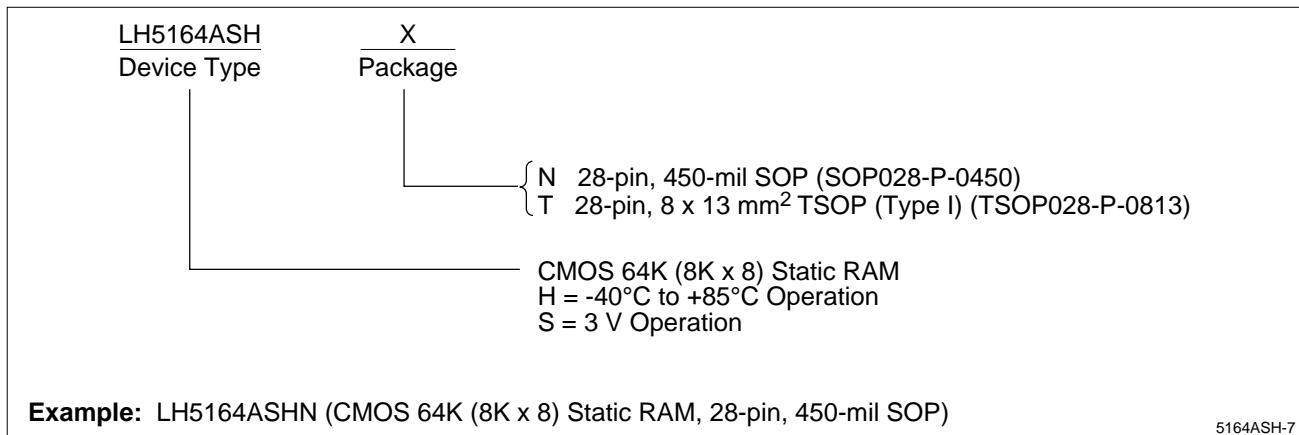 LH5164ASH X
Device Type Package
N 28-pin, 450-mil SOP (SOP028-P-0450)
T 28-pin, 8 x 13 mm2 TSOP (Type I) (TSOP028-P-0813)
CMOS 64K (8K x 8) Static RAM
H = -40°C to +85°C Operation
S = 3 V Operation
Example: LH5164ASHN (CMOS 64K (8K x 8) Static RAM, 28-pin, 450-mil SOP)
5164ASH-7